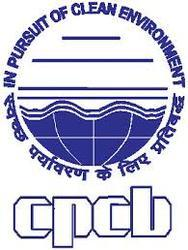 IN PURSUIT OF CLEAN ENVIRONMENT
स्वच्छ पर्यावरण के लिए प्रतिबद्ध
cpcb